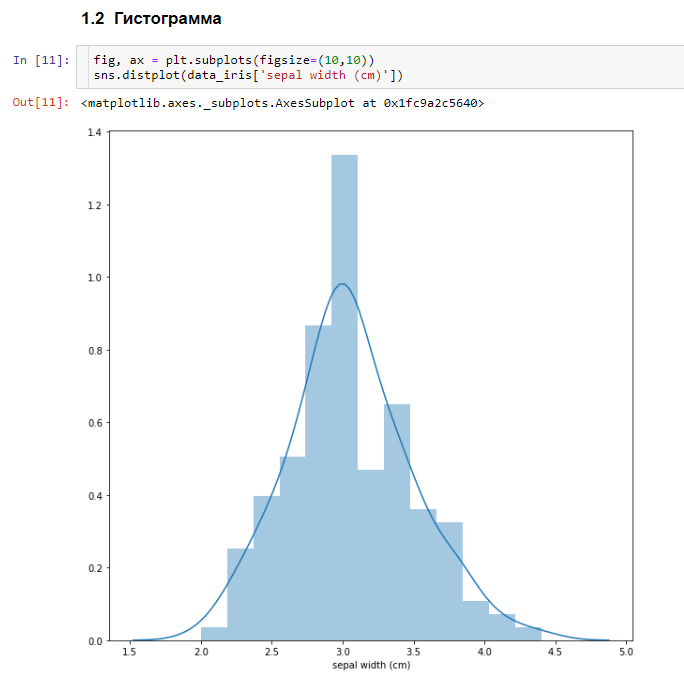 1.2 Гистограмма
In [11]: fig, ax = plt.subplots(figsize=(10,10))
sns.distplot(data_iris['sepal width (cm)'])
Out[11]: <matplotlib.axes._subplots.AxesSubplot at 0x1fc9a2c5640>
1.4
1.2
1.0
0.8
0.6
0.4
0.2
0.0
1.5 2.0 2.5 3.0 3.5 4.0 4.5 5.0
sepal width (cm)